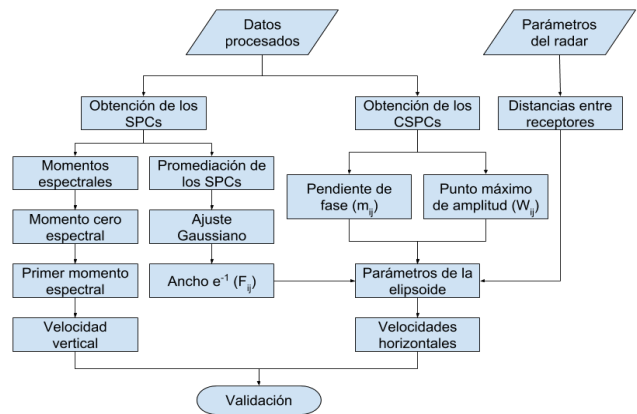 Datos
procesados
Parámetros
del radar
Obtención de los
SPCs
Obtención de los
CSPCs
Distancias entre
receptores
Momentos
espectrales
Promediación de
los SPCs
Pendiente de
fase (mij)
Punto máximo
de amplitud (Wij)
Momento cero
espectral
Ajuste
Gaussiano
Primer momento
espectral
Ancho e-1 (Fij)
Parámetros de la
elipsoide
Velocidad
vertical
Velocidades
horizontales
Validación